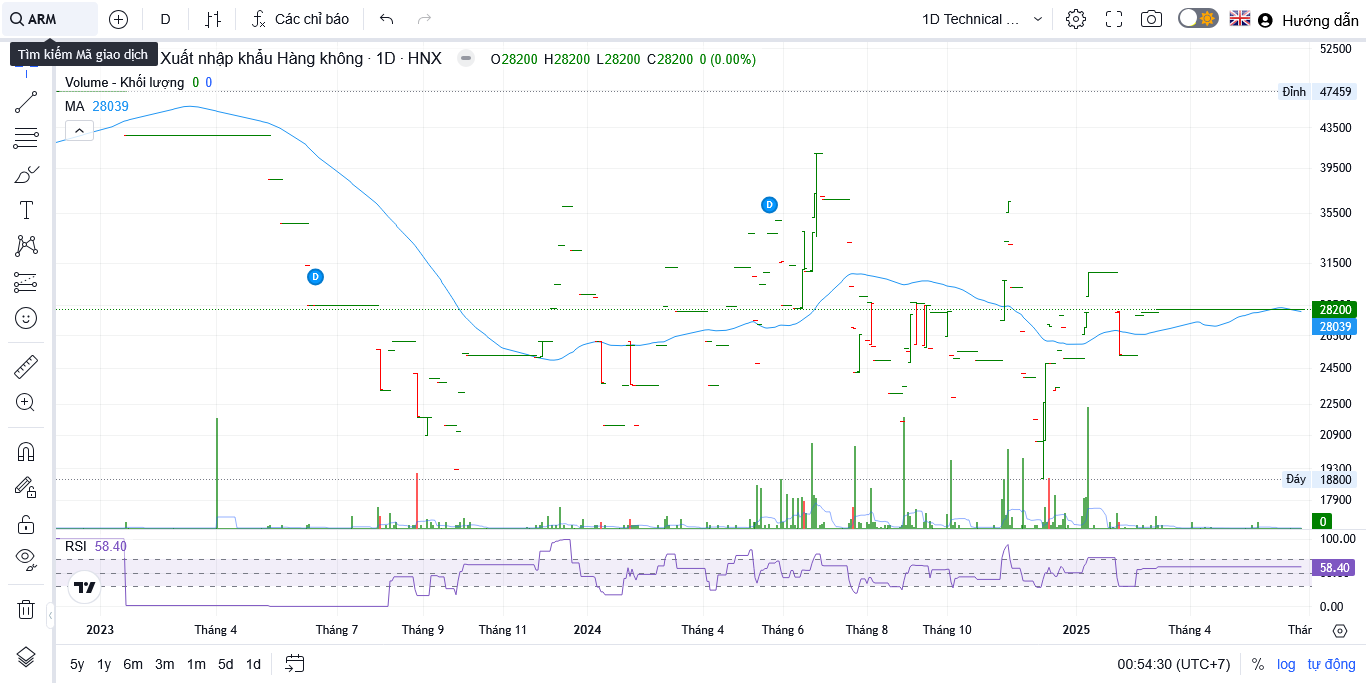 ARM
D
Các chỉ báo
1D Technical ...
Hướng dẫn
Tìm kiếm Mã giao dịch
Xuất nhập khẩu Hàng không · 1D · HNX
O28200 H28200 L28200 C28200 0 (0.00%)
Volume - Khối lượng 0 0
MA 28039
52500
Đỉnh 47459
43500
39500
35500
31500
28200
28039
24500
22500
20900
19300
Đáy 18800
17900
0
D
D
RSI 58.40
100.00
58.40
0.00
2023 Tháng 4 Tháng 7 Tháng 9 Tháng 11 2024 Tháng 4 Tháng 6 Tháng 8 Tháng 10 2025 Tháng 4 Thár
5y 1y 6m 3m 1m 5d 1d
00:54:30 (UTC+7) % log tự động